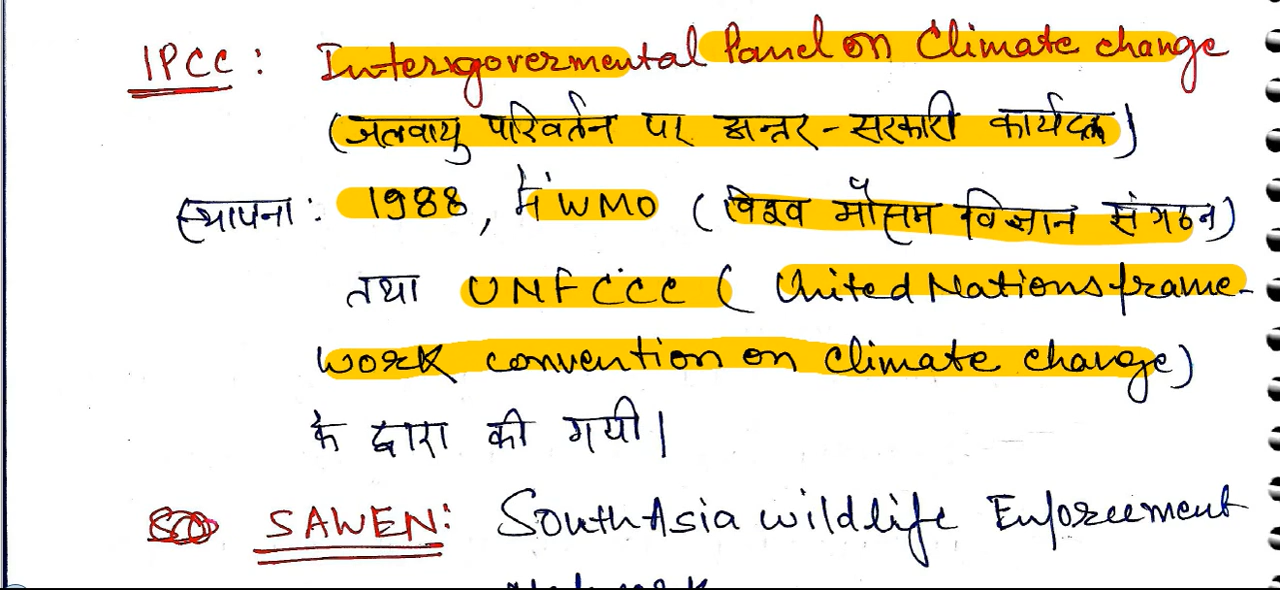 IPCC : Intergovermental Panel on Climate change
(जलवायु परिवर्तन पर अन्तर-सरकारी कार्यदल)
स्थापना : 1988, में WMO (विश्व मौसम विज्ञान संगठन)
तथा UNFCCC ( United Nations frame-
work convention on climate change)
के द्वारा की गयी।
SAWEN: South Asia wildlife Enforcement